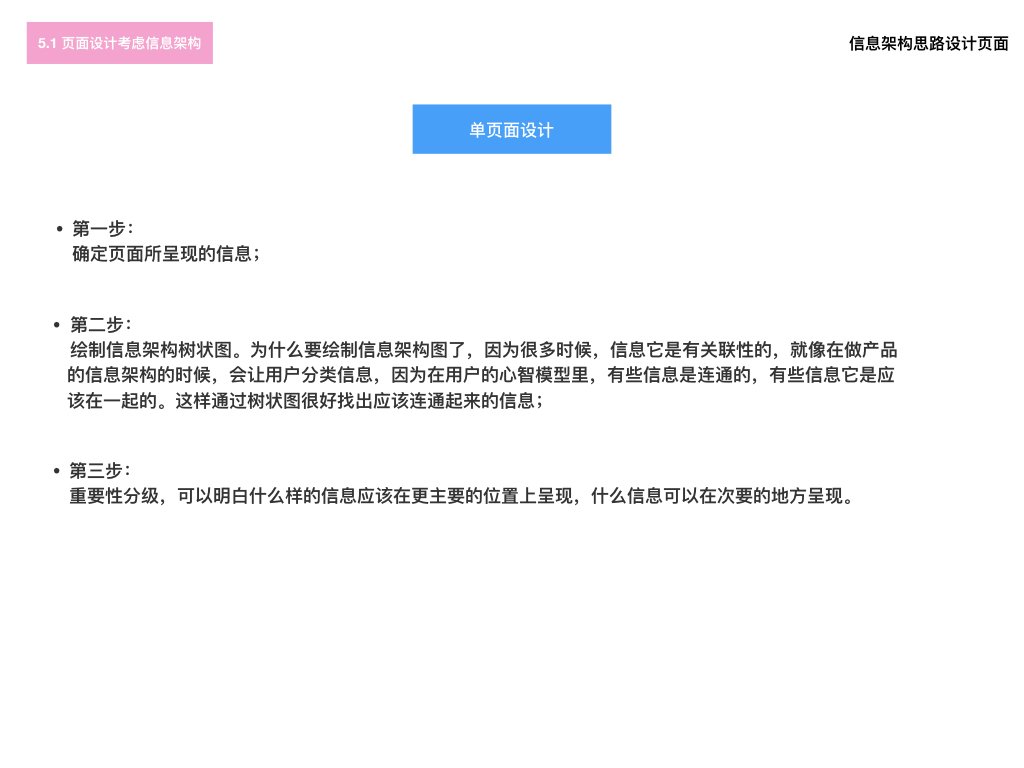 5.1 页面设计考虑信息架构
信息架构思路设计页面
单页面设计
• 第一步：
确定页面所呈现的信息；
• 第二步：
绘制信息架构树状图。为什么要绘制信息架构图了，因为很多时候，信息它是有关联性的，就像在做产品
的信息架构的时候，会让用户分类信息，因为在用户的心智模型里，有些信息是连通的，有些信息它是应
该在一起的。这样通过树状图很好找出应该连通起来的信息；
• 第三步：
重要性分级，可以明白什么样的信息应该在更主要的位置上呈现，什么信息可以在次要的地方呈现。